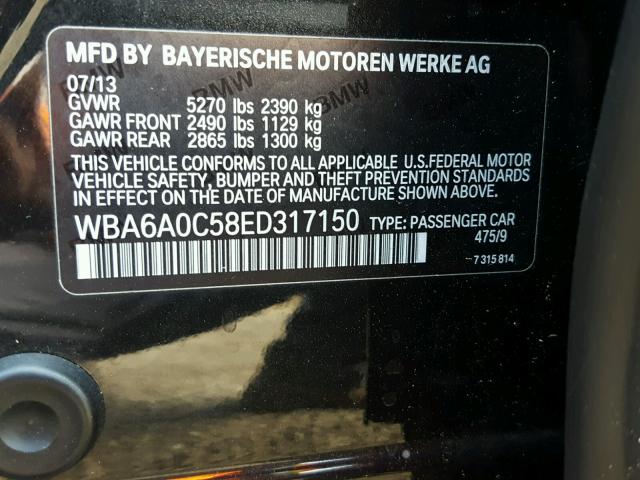 MFD BY BAYERISCHE MOTOREN WERKE AG
07/13
GVWR 5270 lbs 2390 kg
GAWR FRONT 2490 lbs 1129 kg
GAWR REAR 2865 lbs 1300 kg
THIS VEHICLE CONFORMS TO ALL APPLICABLE U.S.FEDERAL MOTOR
VEHICLE SAFETY, BUMPER AND THEFT PREVENTION STANDARDS
IN EFFECT ON THE DATE OF MANUFACTURE SHOWN ABOVE.
WBA6A0C58ED317150 TYPE: PASSENGER CAR
475/9
7 315 814
BMW
BMW